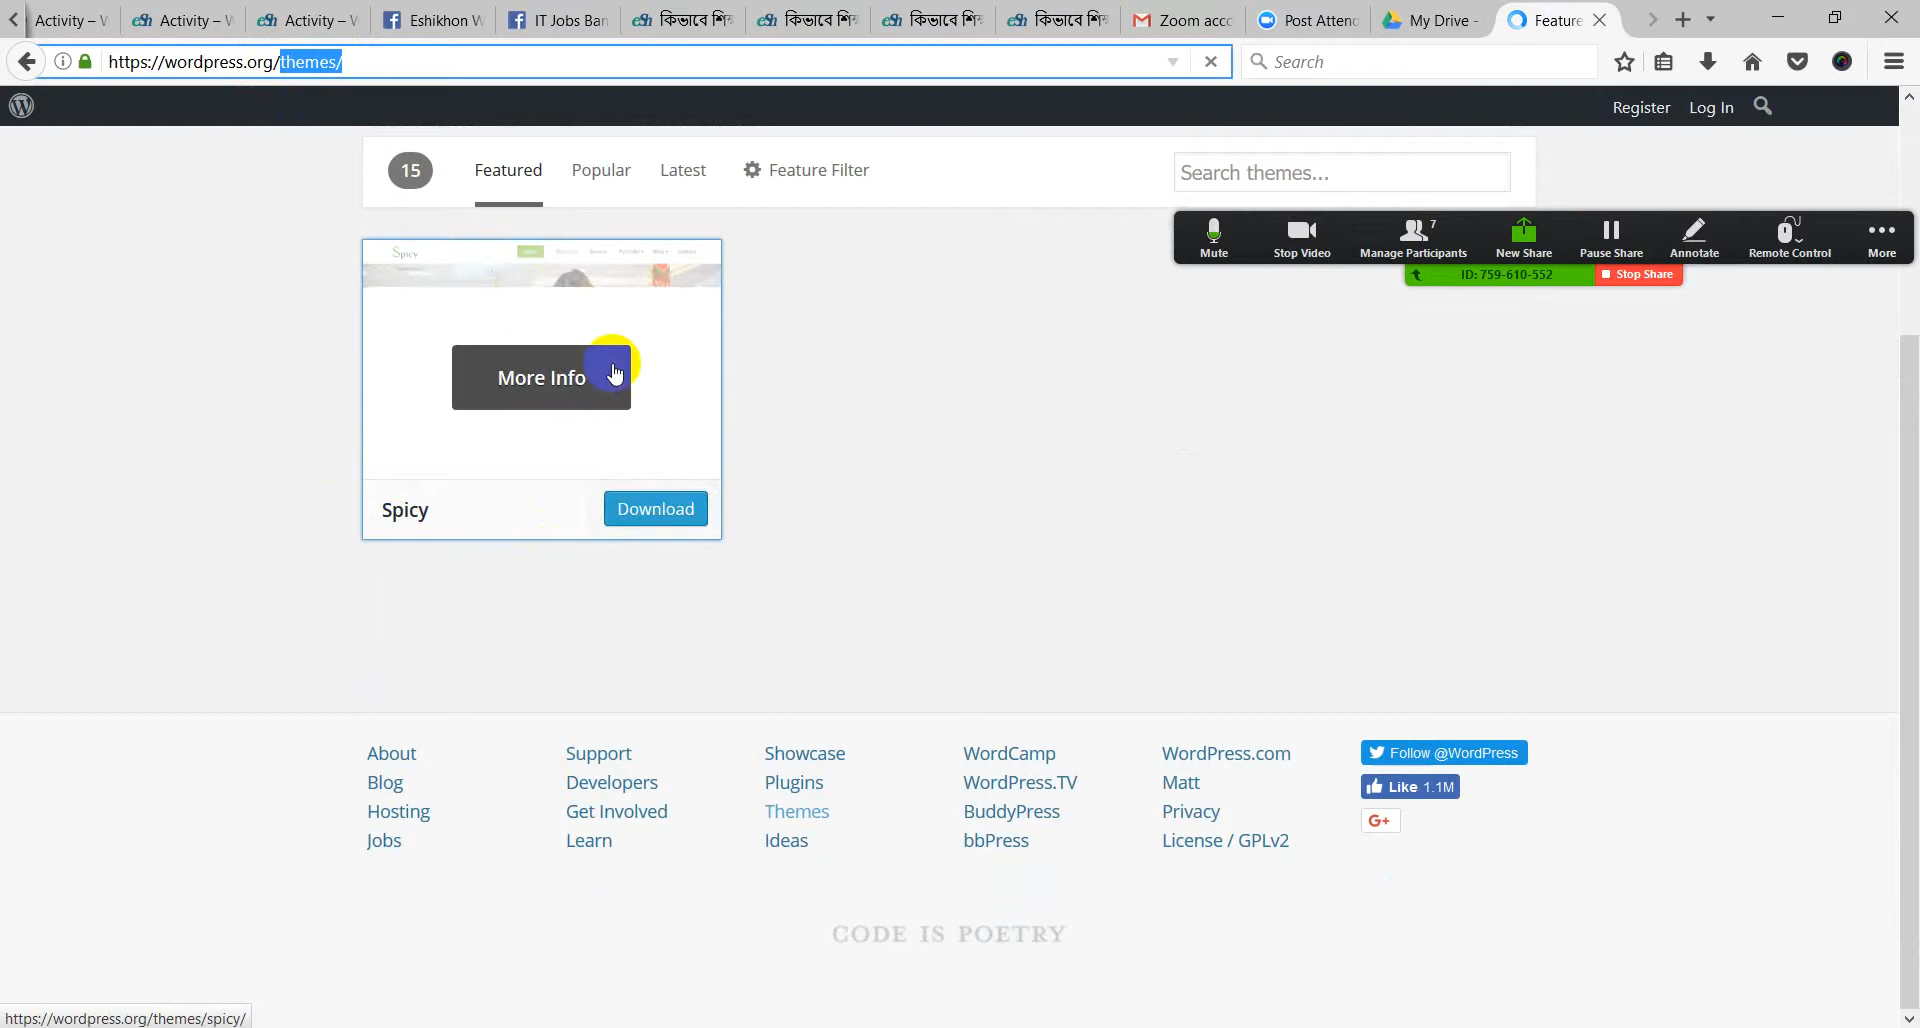 Activity – W
Activity – W
Activity – W
Eshikhon W
IT Jobs Ban
কিভাবে শি
কিভাবে শি
কিভাবে শি
কিভাবে শি
Zoom acco
Post Attend
My Drive -
Feature
https://wordpress.org/themes/
Search
Register
Log In
15
Featured
Popular
Latest
Feature Filter
Search themes...
Mute
Stop Video
7
Manage Participants
New Share
Pause Share
Annotate
Remote Control
More
ID: 759-610-552
Stop Share
Spicy
More Info
Spicy
Download
About
Support
Showcase
WordCamp
WordPress.com
Follow @WordPress
Blog
Developers
Plugins
WordPress.TV
Matt
Like 1.1M
Hosting
Get Involved
Themes
BuddyPress
Privacy
G+
Jobs
Learn
Ideas
bbPress
License / GPLv2
CODE IS POETRY
https://wordpress.org/themes/spicy/